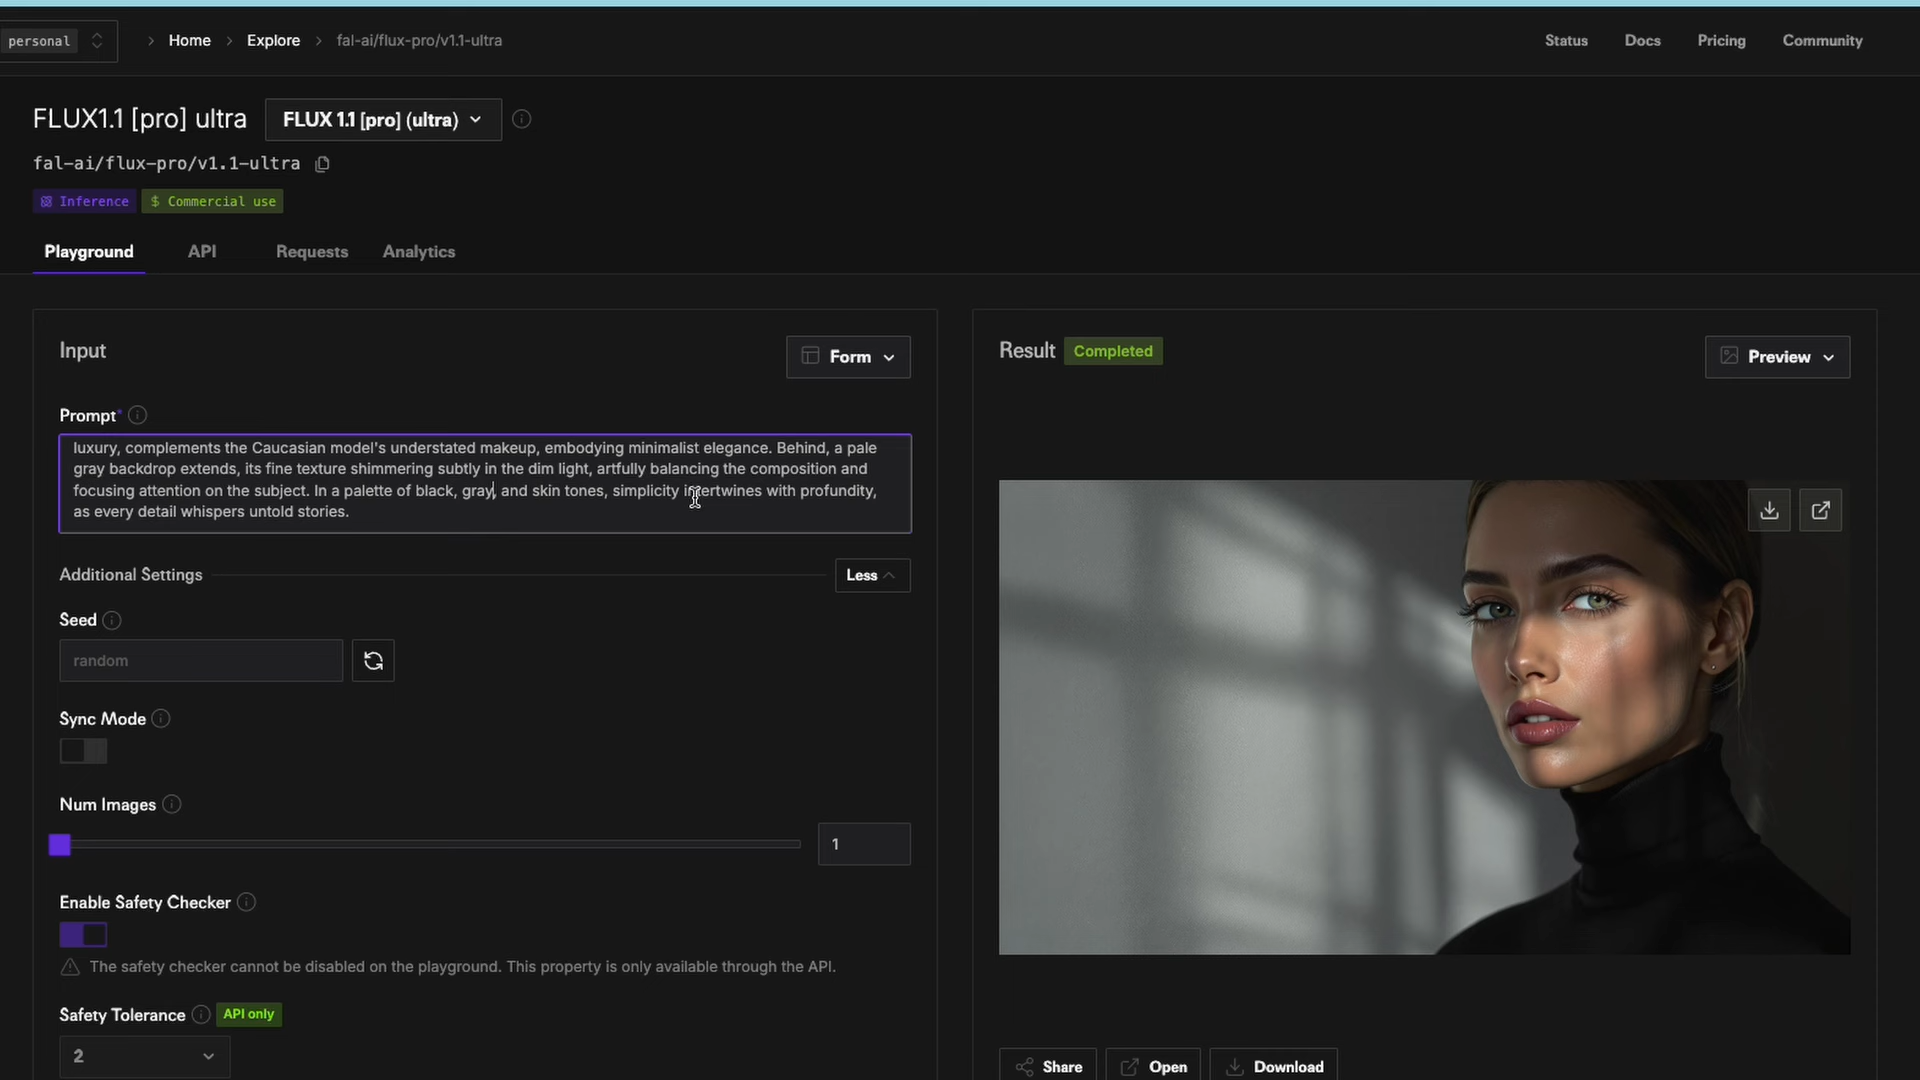 personal
Home
Explore
fal-ai/flux-pro/v1.1-ultra
Status
Docs
Pricing
Community
FLUX1.1 [pro] ultra
FLUX 1.1 [pro] (ultra)
fal-ai/flux-pro/v1.1-ultra
Inference
$ Commercial use
Playground
API
Requests
Analytics
Input
Form
Prompt*
luxury, complements the Caucasian model's understated makeup, embodying minimalist elegance. Behind, a pale
gray backdrop extends, its fine texture shimmering subtly in the dim light, artfully balancing the composition and
focusing attention on the subject. In a palette of black, gray, and skin tones, simplicity intertwines with profundity,
as every detail whispers untold stories.
Additional Settings
Less
Seed
random
Sync Mode
Num Images
1
Enable Safety Checker
The safety checker cannot be disabled on the playground. This property is only available through the API.
Safety Tolerance
API only
2
Result
Completed
Preview
Share
Open
Download